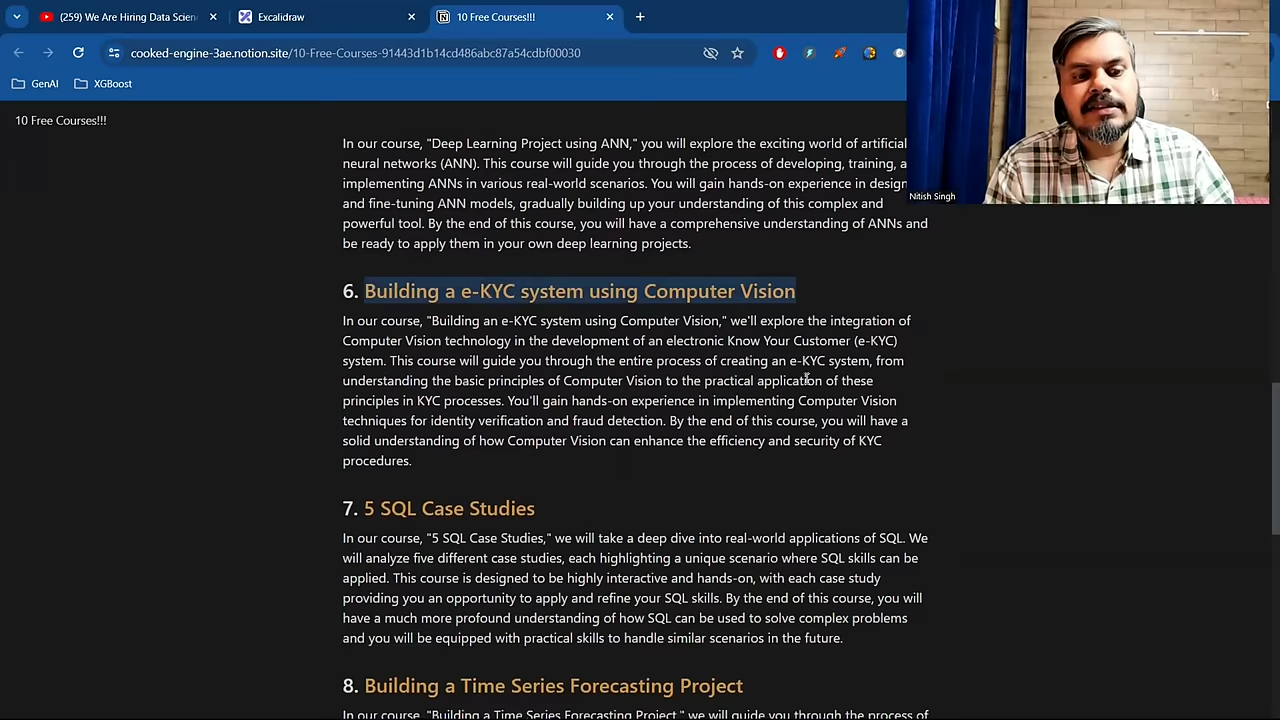 (259) We Are Hiring Data Scien
Excalidraw
10 Free Courses!!!
cooked-engine-3ae.notion.site/10-Free-Courses-91443d1b14cd486abc87a54cdbf00030
GenAI
XGBoost
10 Free Courses!!!
In our course, "Deep Learning Project using ANN," you will explore the exciting world of artificial
neural networks (ANN). This course will guide you through the process of developing, training, a
implementing ANNs in various real-world scenarios. You will gain hands-on experience in design
and fine-tuning ANN models, gradually building up your understanding of this complex and
powerful tool. By the end of this course, you will have a comprehensive understanding of ANNs and
be ready to apply them in your own deep learning projects.
Nitish Singh
6. Building a e-KYC system using Computer Vision
In our course, "Building an e-KYC system using Computer Vision," we'll explore the integration of
Computer Vision technology in the development of an electronic Know Your Customer (e-KYC)
system. This course will guide you through the entire process of creating an e-KYC system, from
understanding the basic principles of Computer Vision to the practical application of these
principles in KYC processes. You'll gain hands-on experience in implementing Computer Vision
techniques for identity verification and fraud detection. By the end of this course, you will have a
solid understanding of how Computer Vision can enhance the efficiency and security of KYC
procedures.
7. 5 SQL Case Studies
In our course, "5 SQL Case Studies," we will take a deep dive into real-world applications of SQL. We
will analyze five different case studies, each highlighting a unique scenario where SQL skills can be
applied. This course is designed to be highly interactive and hands-on, with each case study
providing you an opportunity to apply and refine your SQL skills. By the end of this course, you will
have a much more profound understanding of how SQL can be used to solve complex problems
and you will be equipped with practical skills to handle similar scenarios in the future.
8. Building a Time Series Forecasting Project
In our course, "Building a Time Series Forecasting Project," we will guide you through the process of